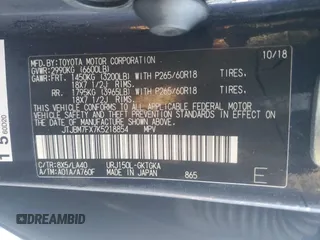 MFD.BY:TOYOTA MOTOR CORPORATION 10/18
GVWR:2990KG (6600LB)
GAWR:FRT. 1450KG (3200LB) WITH P265/60R18 TIRES.
18X7 1/2J RIMS.
RR. 1795KG (3965LB) WITH P265/60R18 TIRES.
18X7 1/2J RIMS.
THIS VEHICLE CONFORMS TO ALL APPLICABLE FEDERAL MOTOR
VEHICLE SAFETY AND THEFT PREVENTION STANDARDS IN
EFFECT ON THE DATE OF MANUFACTURE SHOWN ABOVE.
JTJBM7FX7K5218854 MPV
C/TR:8X5/LA40 URJ150L-GKTGKA
A/TM:A01A/A760F MADE IN JAPAN 865 E